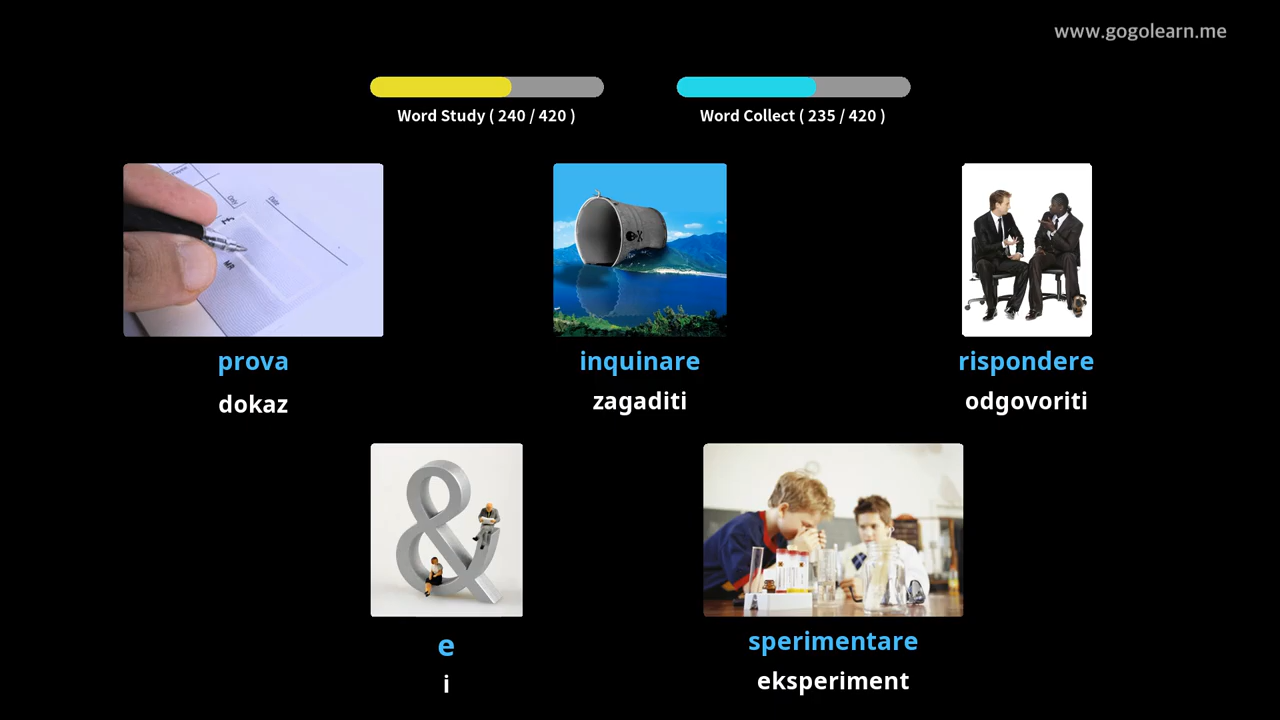 www.gogolearn.me
Word Study ( 240 / 420 )
Word Collect ( 235 / 420 )
prova
dokaz
inquinare
zagaditi
rispondere
odgovoriti
e
i
sperimentare
eksperiment